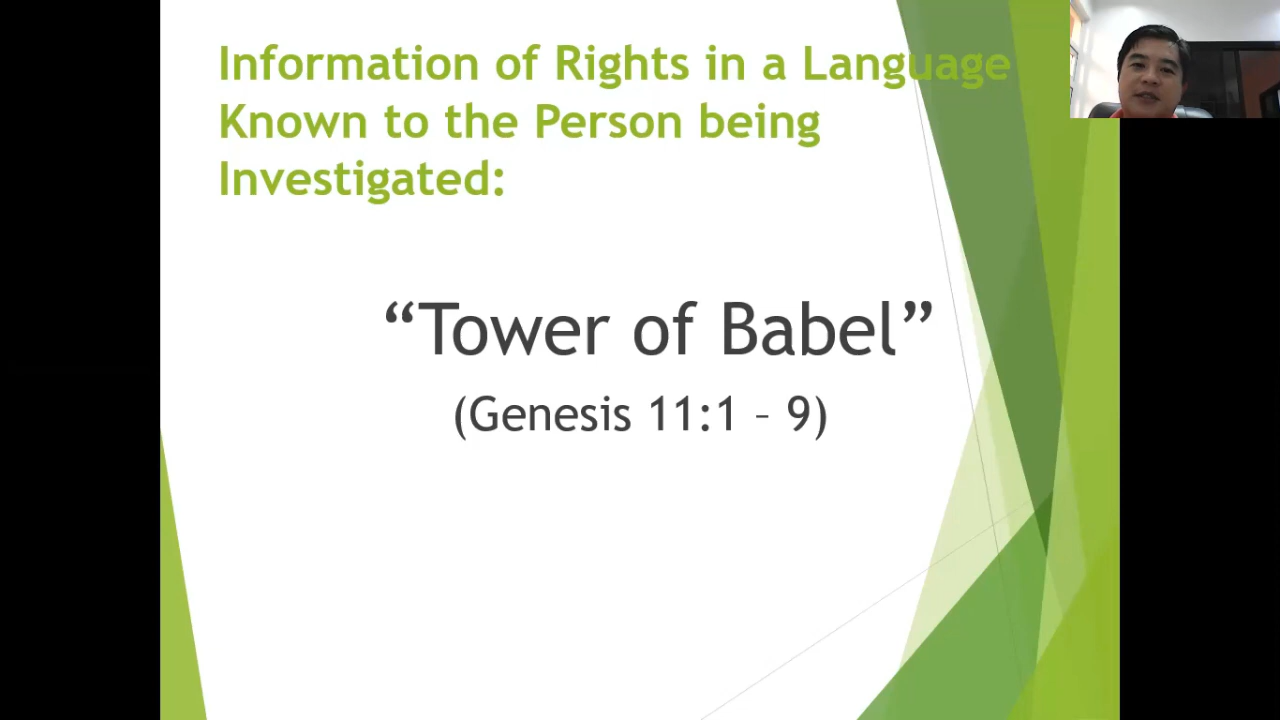 Information of Rights in a Language
Known to the Person being
Investigated:
“Tower of Babel”
(Genesis 11:1 – 9)